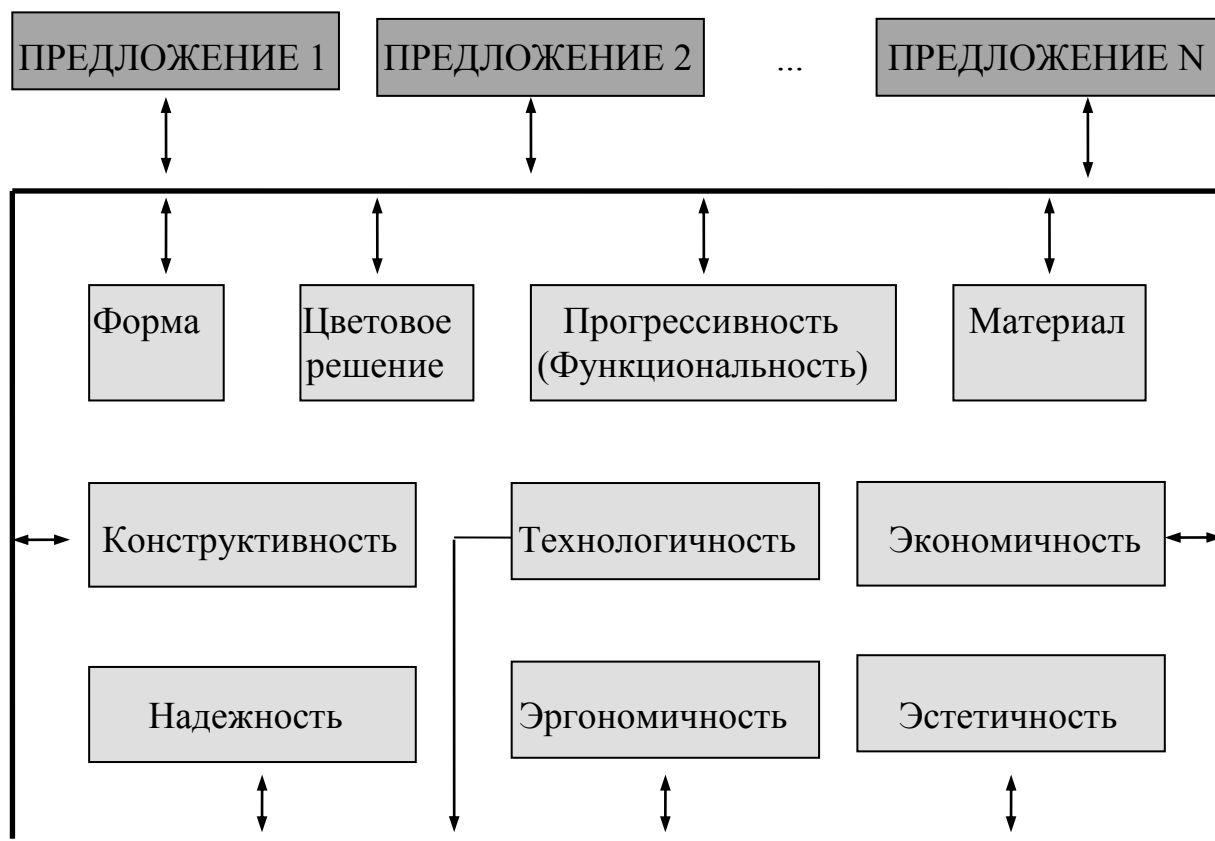 ПРЕДЛОЖЕНИЕ 1
ПРЕДЛОЖЕНИЕ 2
...
ПРЕДЛОЖЕНИЕ N
Форма
Цветовое
решение
Прогрессивность
(Функциональность)
Материал
Конструктивность
Технологичность
Экономичность
Надежность
Эргономичность
Эстетичность